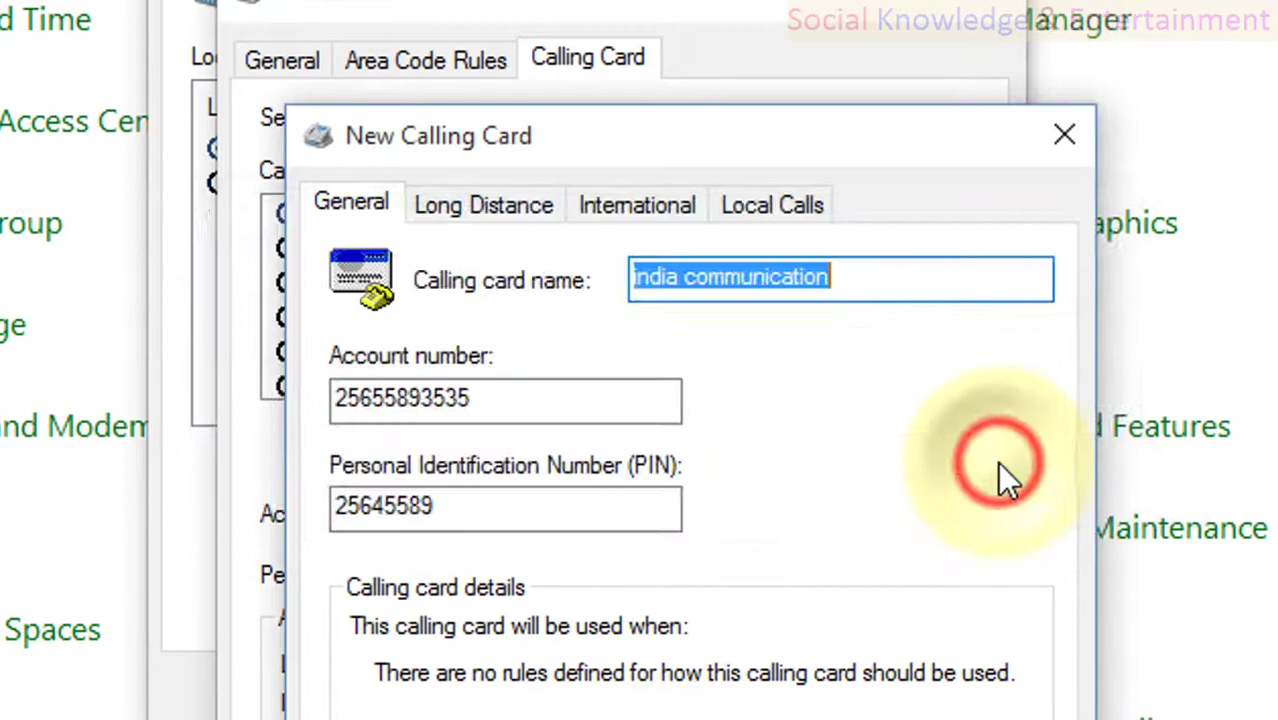 Social Knowledge & Entertainment
d Time
Manager
General
Area Code Rules
Calling Card
Access Cen
New Calling Card
General
Long Distance
International
Local Calls
roup
aphics
Calling card name:
india communication
ge
Account number:
25655893535
nd Modem
d Features
Personal Identification Number (PIN):
25645589
Maintenance
Calling card details
This calling card will be used when:
Spaces
There are no rules defined for how this calling card should be used.